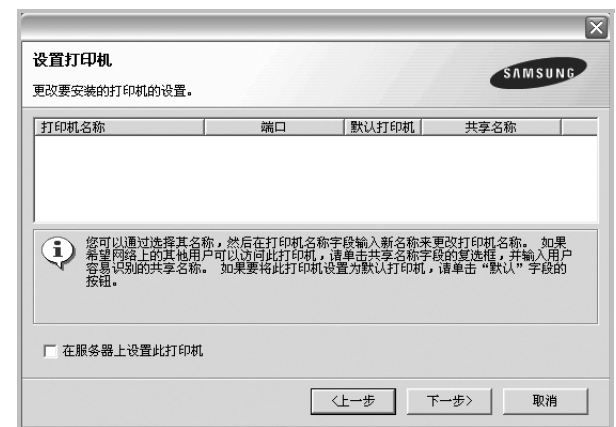 设置打印机
更改要安装的打印机的设置。
SAMSUNG
打印机名称 端口 默认打印机 共享名称
您可以通过选择其名称，然后在打印机名称字段输入新名称来更改打印机名称。 如果
希望网络上的其他用户可以访问此打印机，请单击共享名称字段的复选框，并输入用户
容易识别的共享名称。 如果要将此打印机设置为默认打印机，请单击“默认”字段的
按钮。
在服务器上设置此打印机
<上一步 下一步> 取消